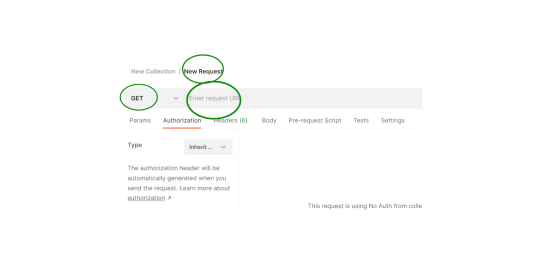 New Collection / New Request
GET Enter request URL
Params Authorization Headers (6) Body Pre-request Script Tests Settings
Type Inherit ...
The authorization header will be
automatically generated when you
send the request. Learn more about
authorization ↗
This request is using No Auth from colle